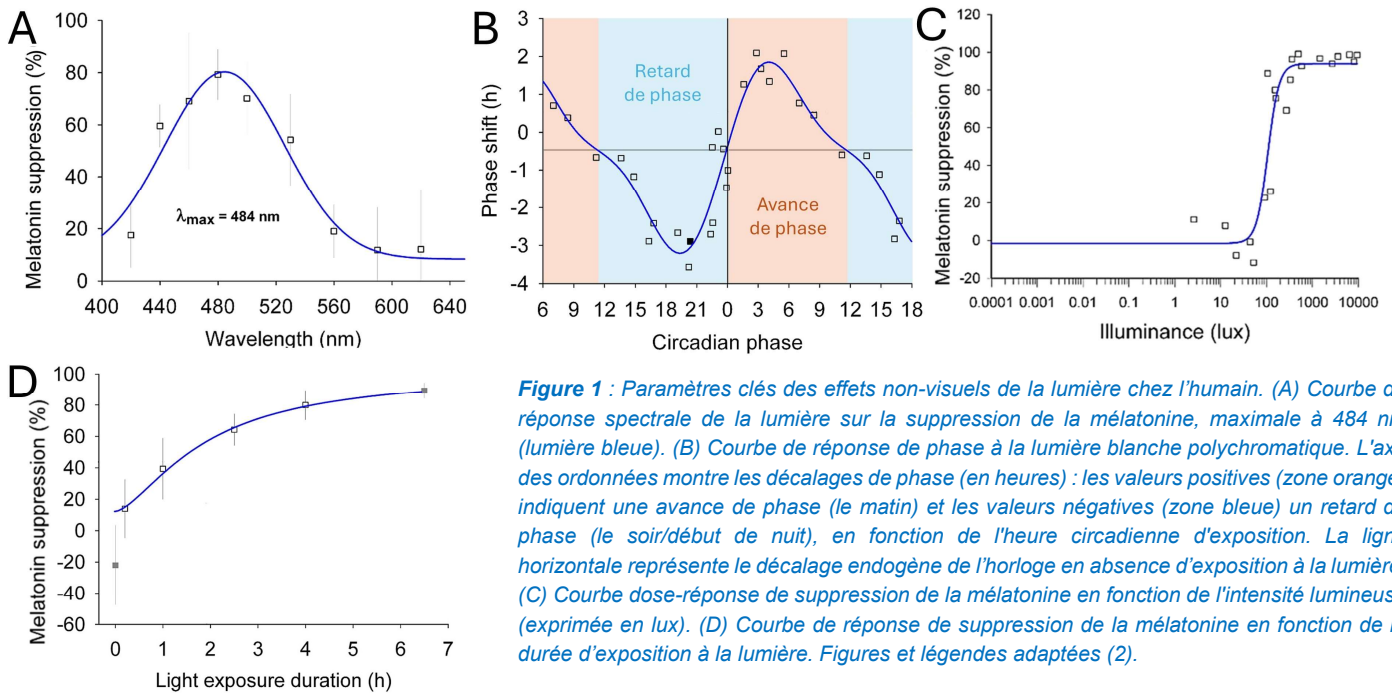 A
Melatonin suppression (%)
100
80
60
40
20
0
λmax = 484 nm
400 440 480 520 560 600 640
Wavelength (nm)
B
Phase shift (h)
3
2
1
0
-1
-2
-3
-4
Retard
de phase
Avance
de phase
6 9 12 15 18 21 0 3 6 9 12 15 18
Circadian phase
C
Melatonin suppression (%)
120
100
80
60
40
20
0
-20
0.0001 0.001 0.01 0.1 1 10 100 1000 10000
Illuminance (lux)
D
Melatonin suppression (%)
100
80
60
40
20
0
-20
-40
-60
0 1 2 3 4 5 6 7
Light exposure duration (h)
Figure 1 : Paramètres clés des effets non-visuels de la lumière chez l’humain. (A) Courbe d
réponse spectrale de la lumière sur la suppression de la mélatonine, maximale à 484 n
(lumière bleue). (B) Courbe de réponse de phase à la lumière blanche polychromatique. L'ax
des ordonnées montre les décalages de phase (en heures) : les valeurs positives (zone orange
indiquent une avance de phase (le matin) et les valeurs négatives (zone bleue) un retard d
phase (le soir/début de nuit), en fonction de l'heure circadienne d'exposition. La lign
horizontale représente le décalage endogène de l’horloge en absence d’exposition à la lumière
(C) Courbe dose-réponse de suppression de la mélatonine en fonction de l'intensité lumineus
(exprimée en lux). (D) Courbe de réponse de suppression de la mélatonine en fonction de l
durée d’exposition à la lumière. Figures et légendes adaptées (2).